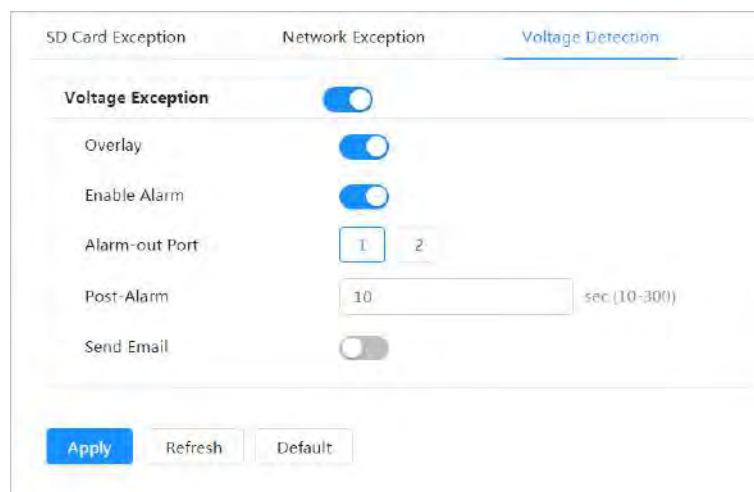 SD Card Exception Network Exception Voltage Detection
Voltage Exception
Overlay
Enable Alarm
Alarm-out Port 1 2
Post-Alarm 10 sec (10-300)
Send Email
Apply Refresh Default